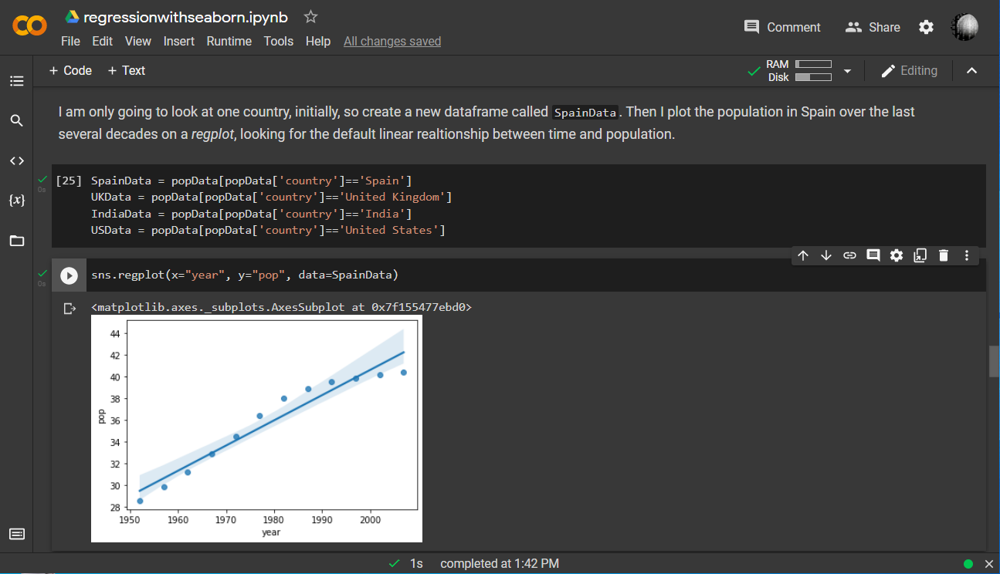 regressionwithseaborn.ipynb
File Edit View Insert Runtime Tools Help All changes saved
Comment Share
+ Code + Text
RAM
Disk
Editing
I am only going to look at one country, initially, so create a new dataframe called SpainData. Then I plot the population in Spain over the last
several decades on a regplot, looking for the default linear realtionship between time and population.
[25] SpainData = popData[popData['country']=='Spain']
0s
UKData = popData[popData['country']=='United Kingdom']
IndiaData = popData[popData['country']=='India']
USData = popData[popData['country']=='United States']
{x}
sns.regplot(x="year", y="pop", data=SpainData)
0s
<matplotlib.axes._subplots.AxesSubplot at 0x7f155477ebd0>
44
42
40
38
36
34
32
30
28
pop
1950 1960 1970 1980 1990 2000
year
1s completed at 1:42 PM